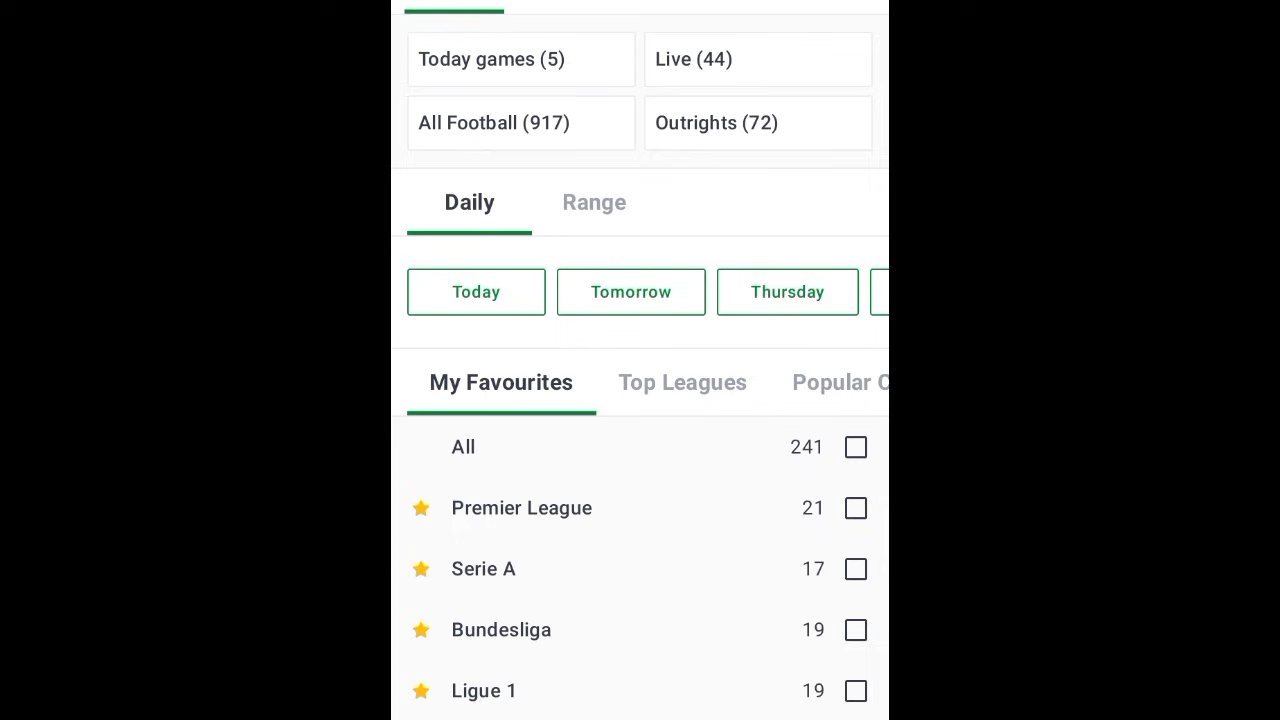 Today games (5) Live (44)
All Football (917) Outrights (72)
Daily Range
Today Tomorrow Thursday
My Favourites Top Leagues Popular
All 241
Premier League 21
Serie A 17
Bundesliga 19
Ligue 1 19